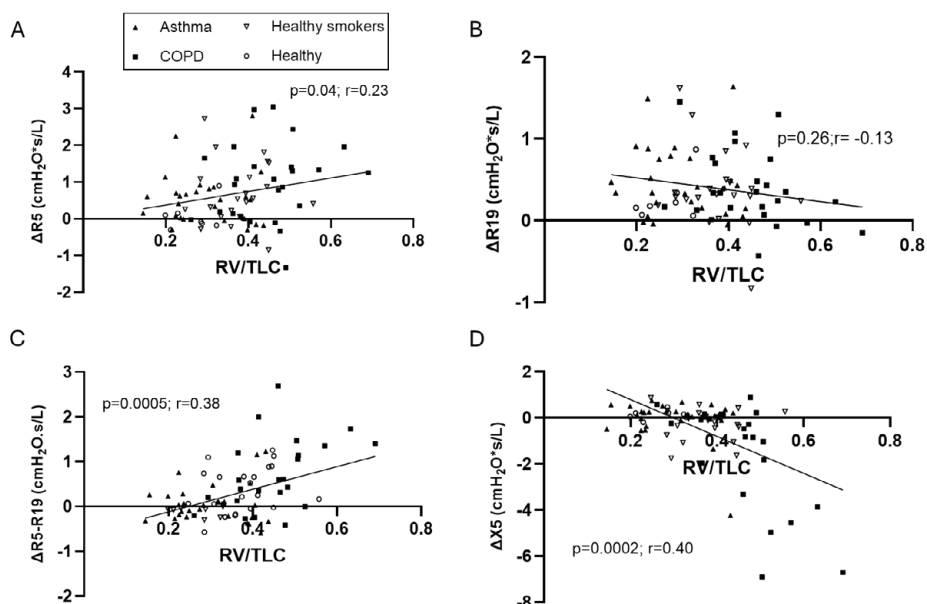 A
Asthma
Healthy smokers
COPD
Healthy
ΔR5 (cmH₂O*s/L)
4
3
2
1
0
-1
-2
p=0.04; r=0.23
0.2
0.4
0.6
0.8
RV/TLC
B
ΔR19 (cmH₂O*s/L)
2
1
0
-1
p=0.26;r= -0.13
0.2
0.4
0.6
0.8
RV/TLC
C
ΔR5-R19 (cmH₂O.s/L)
3
2
1
0
-1
-2
p=0.0005; r=0.38
0.2
0.4
0.6
0.8
RV/TLC
D
ΔX5 (cmH₂O*s/L)
2
0
-2
-4
-6
-8
0.2
0.4
0.6
0.8
RV/TLC
p=0.0002; r=0.40